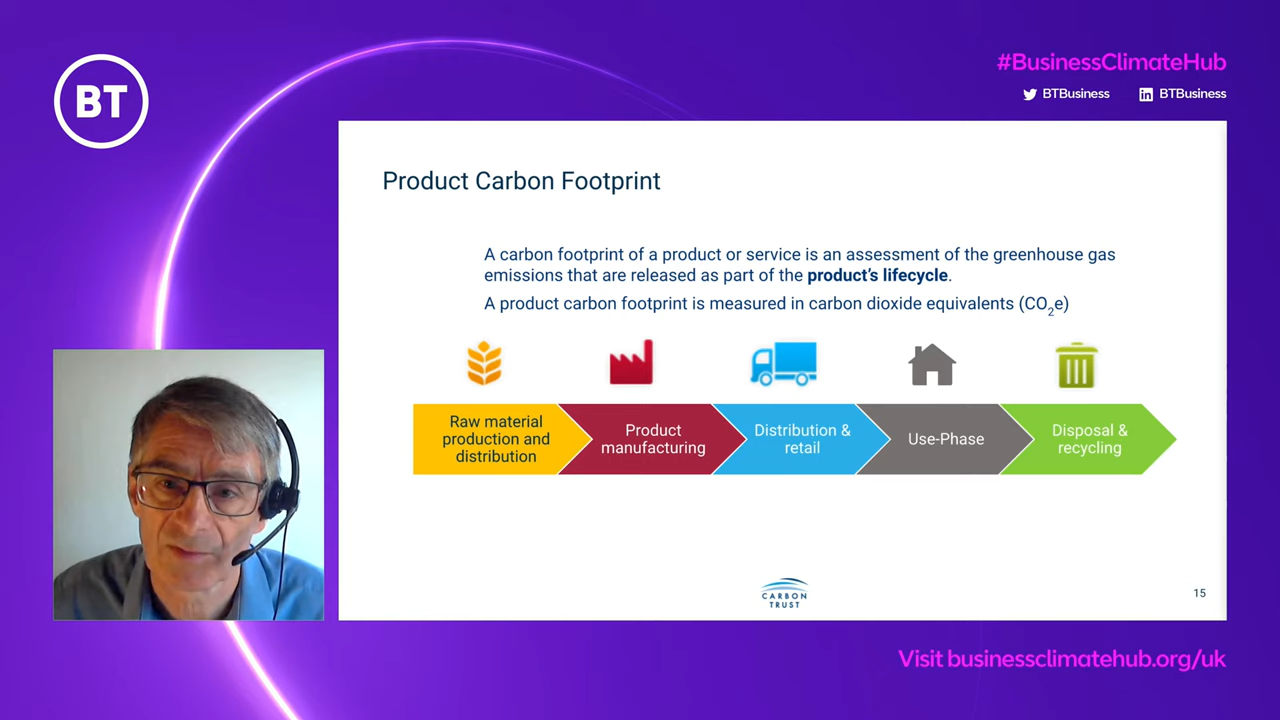 BT
#BusinessClimateHub
BTBusiness
BTBusiness
Product Carbon Footprint
A carbon footprint of a product or service is an assessment of the greenhouse gas
emissions that are released as part of the product’s lifecycle.
A product carbon footprint is measured in carbon dioxide equivalents (CO₂e)
Raw material
production and
distribution
Product
manufacturing
Distribution &
retail
Use-Phase
Disposal &
recycling
CARBON
TRUST
15
Visit businessclimatehub.org/uk